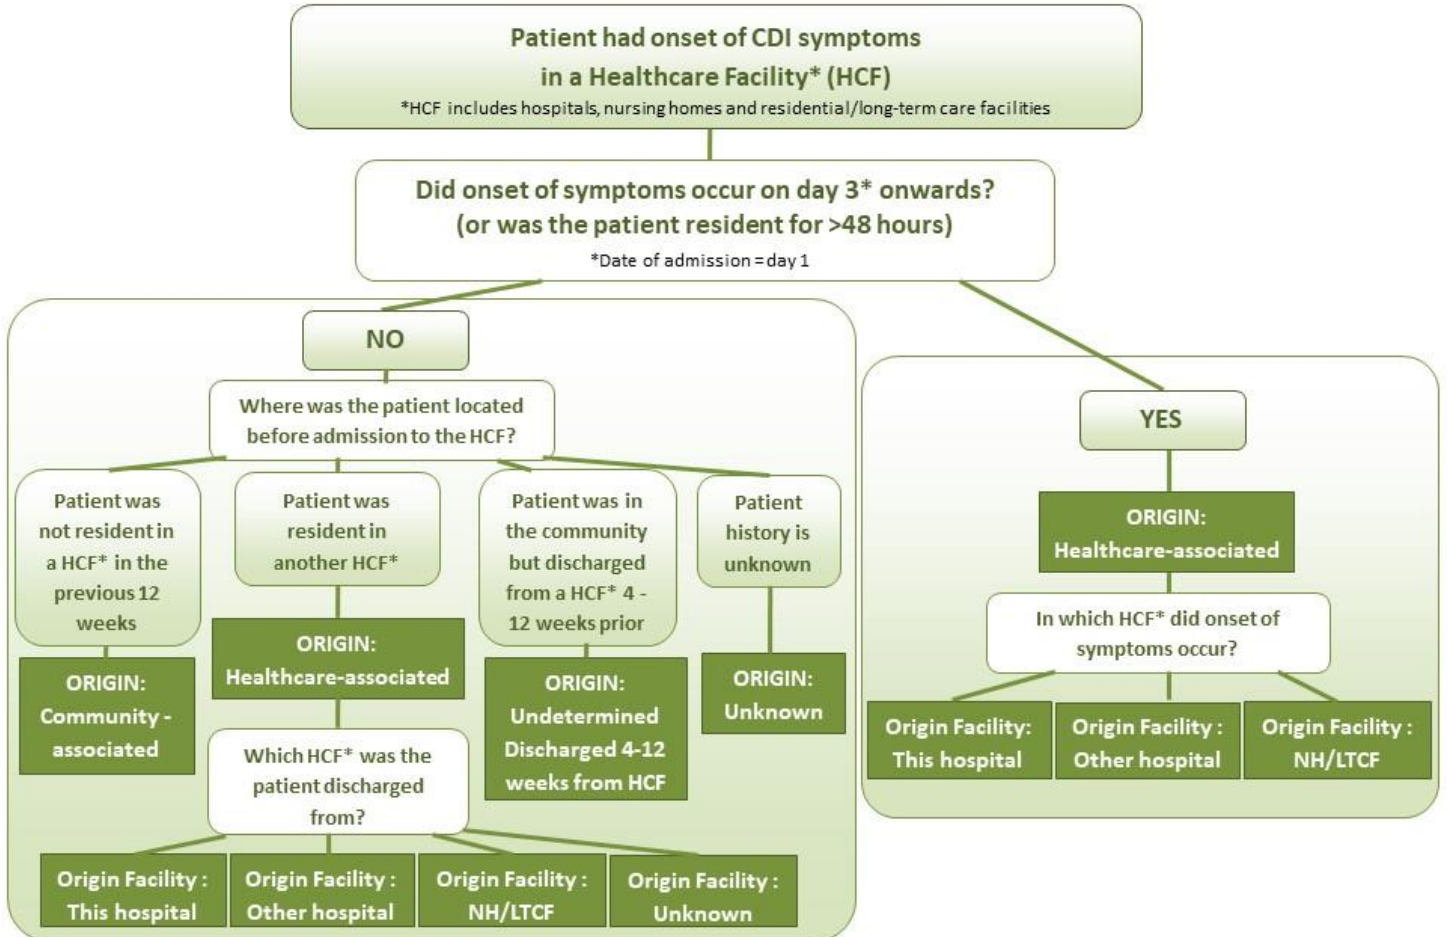 Patient had onset of CDI symptoms
in a Healthcare Facility* (HCF)
*HCF includes hospitals, nursing homes and residential/long-term care facilities
Did onset of symptoms occur on day 3* onwards?
(or was the patient resident for >48 hours)
*Date of admission = day 1
NO
Where was the patient located
before admission to the HCF?
Patient was
not resident in
a HCF* in the
previous 12
weeks
ORIGIN:
Community -
associated
Patient was
resident in
another HCF*
ORIGIN:
Healthcare-associated
Which HCF* was the
patient discharged
from?
Origin Facility :
This hospital
Origin Facility :
Other hospital
Origin Facility :
NH/LTCF
Origin Facility :
Unknown
Patient was in
the community
but discharged
from a HCF* 4 -
12 weeks prior
ORIGIN:
Undetermined
Discharged 4-12
weeks from HCF
Patient
history is
unknown
ORIGIN:
Unknown
YES
ORIGIN:
Healthcare-associated
In which HCF* did onset of
symptoms occur?
Origin Facility:
This hospital
Origin Facility :
Other hospital
Origin Facility :
NH/LTCF